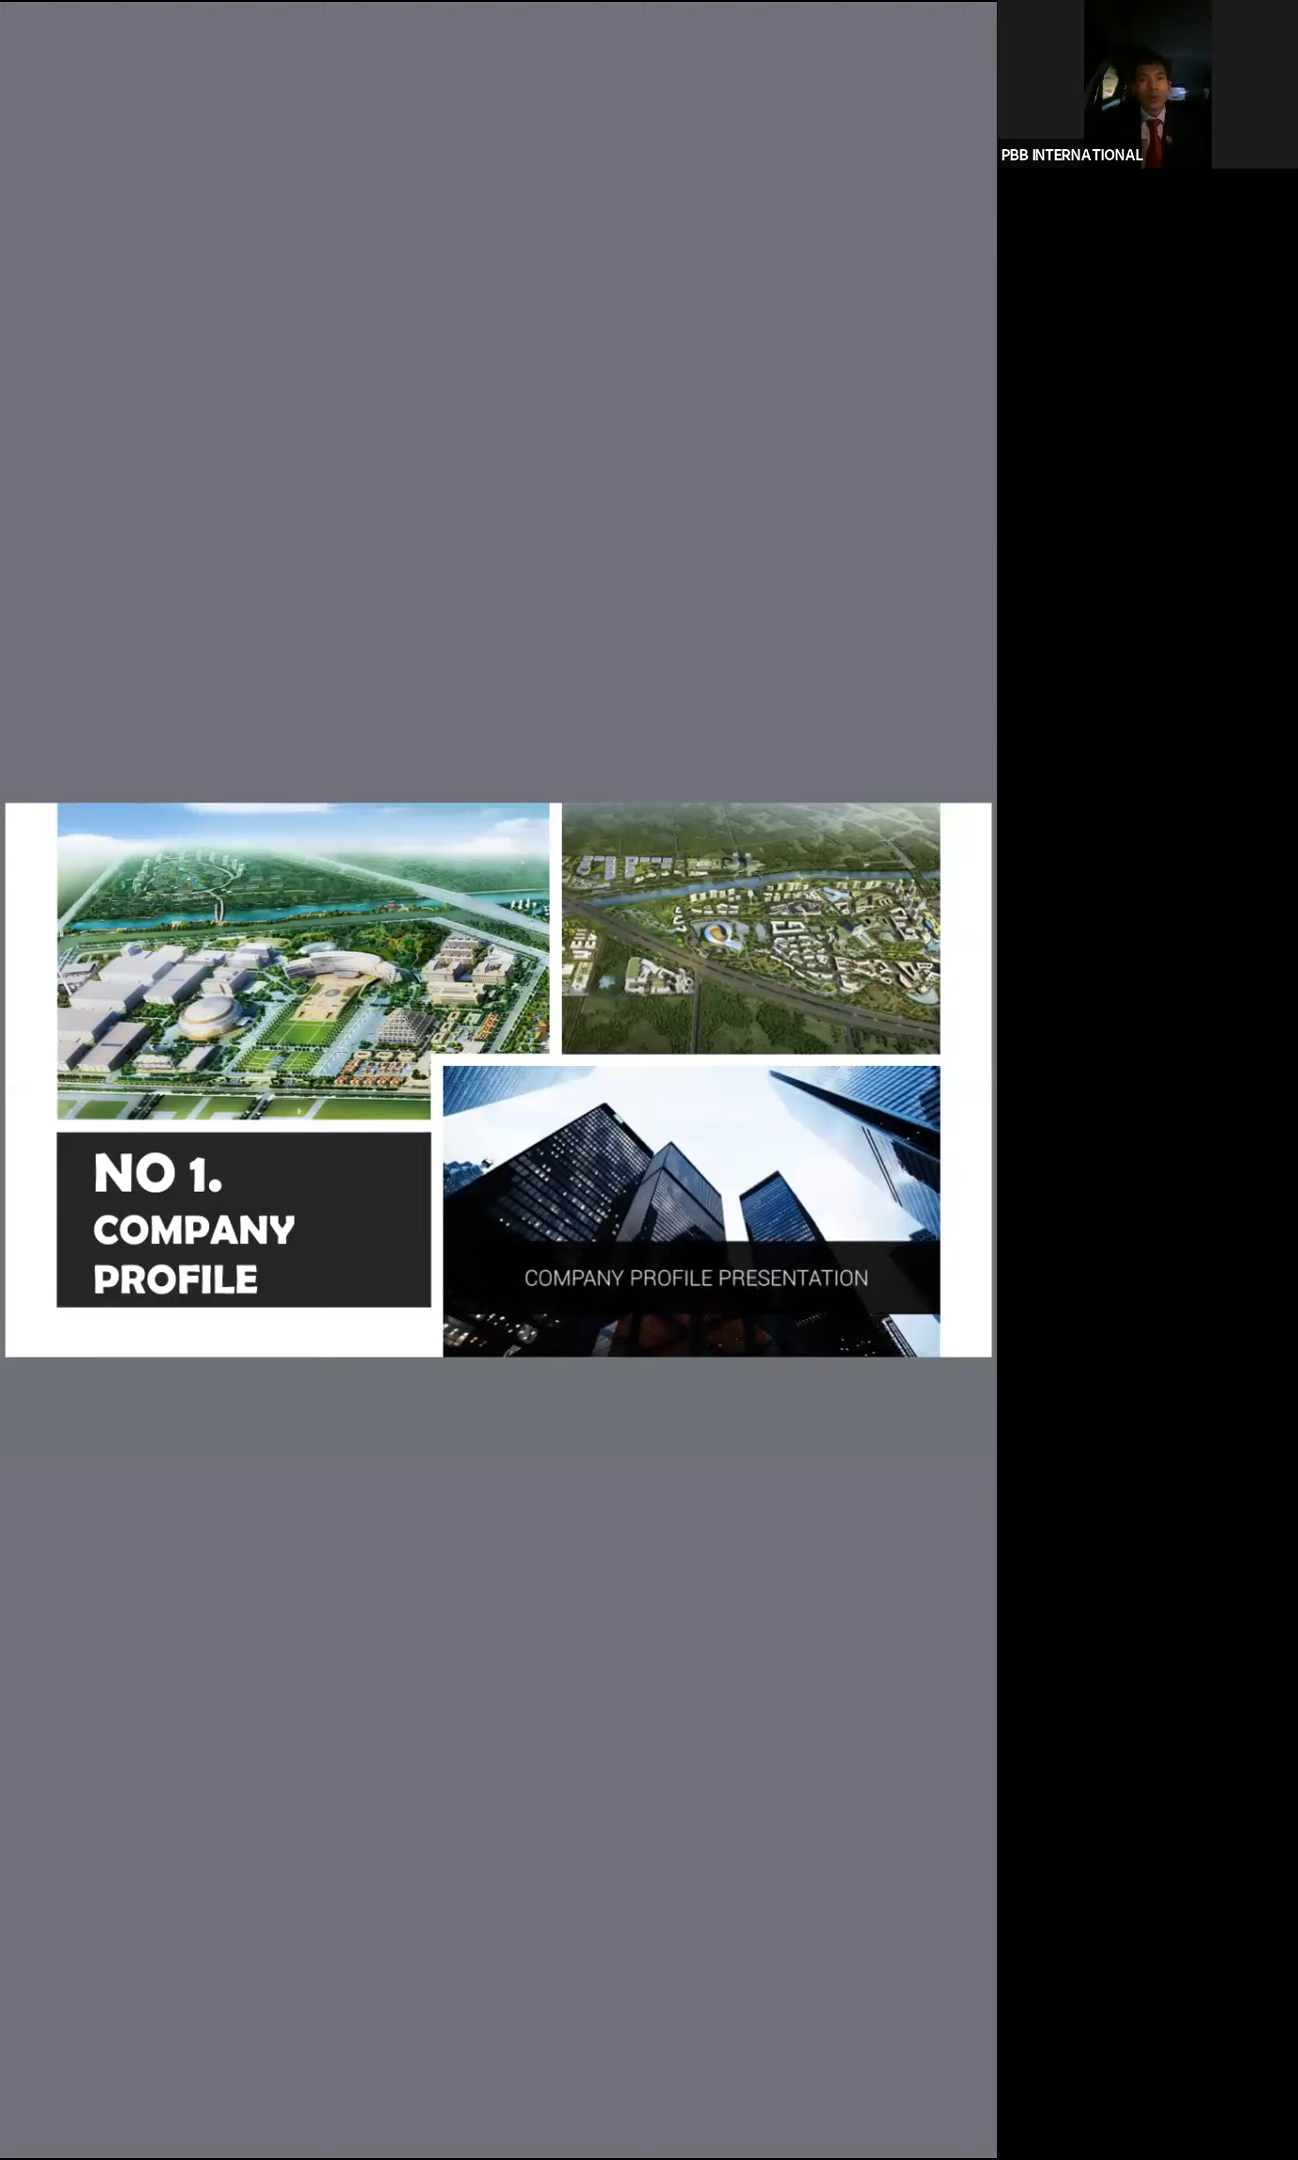 PBB INTERNATIONAL
NO 1.
COMPANY
PROFILE
COMPANY PROFILE PRESENTATION